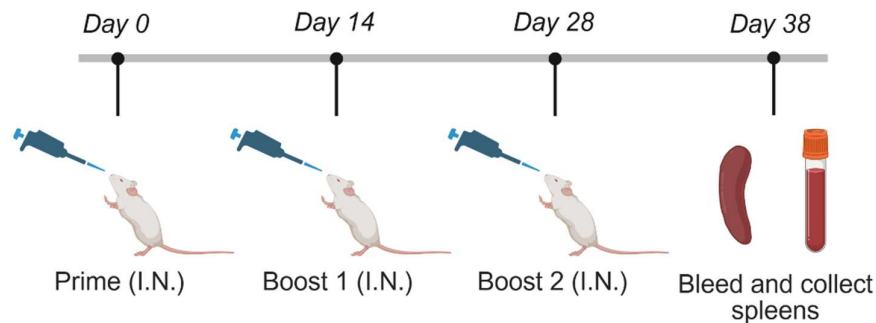 Day 0 Day 14 Day 28 Day 38
Prime (I.N.) Boost 1 (I.N.) Boost 2 (I.N.) Bleed and collect
spleens